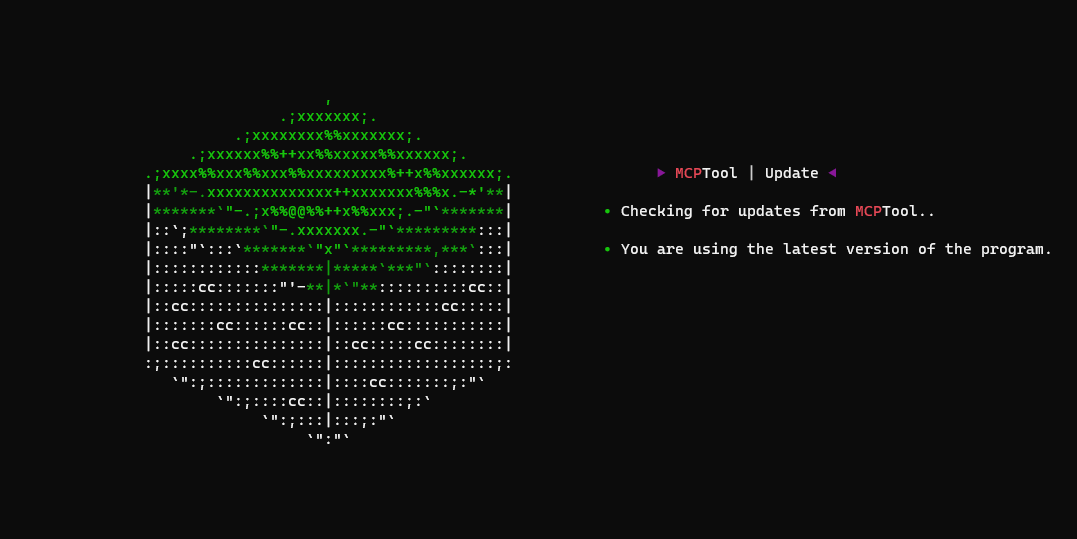 ► MCPTool | Update ◄
• Checking for updates from MCPTool..
• You are using the latest version of the program.